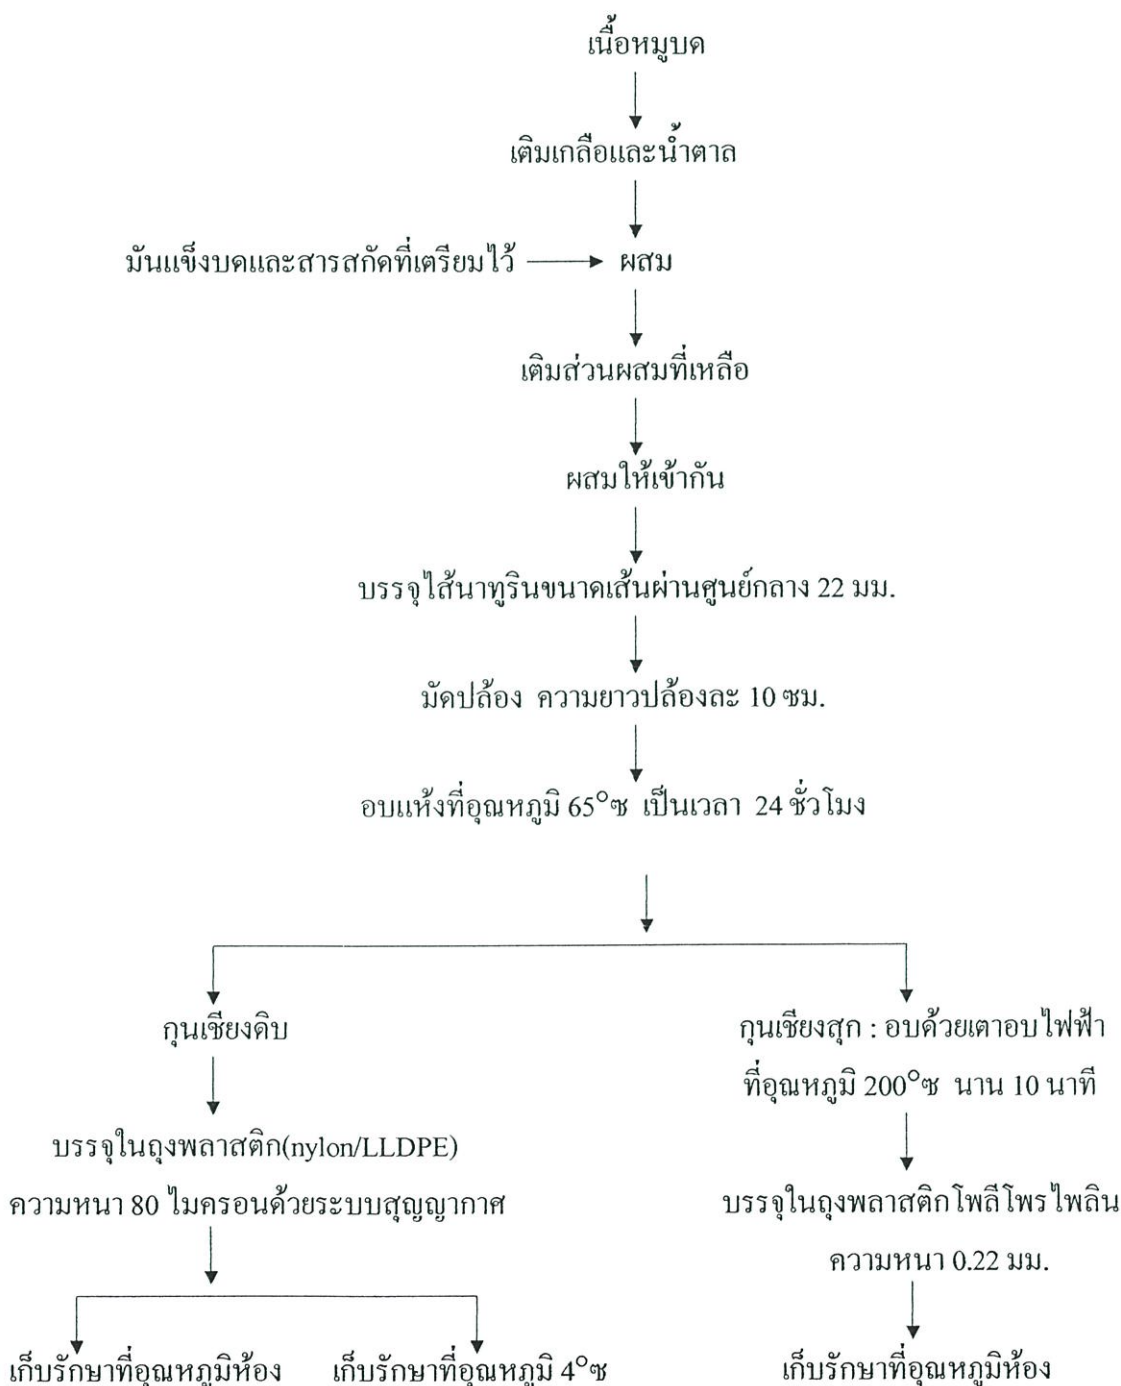 เนื้อหมูบด
เติมเกลือและน้ำตาล
มันแข็งบดและสารสกัดที่เตรียมไว้
ผสม
เติมส่วนผสมที่เหลือ
ผสมให้เข้ากัน
บรรจุไส้นาทูรินขนาดเส้นผ่านศูนย์กลาง 22 มม.
มัดปล้อง ความยาวปล้องละ 10 ซม.
อบแห้งที่อุณหภูมิ 65°ซ เป็นเวลา 24 ชั่วโมง
กุนเชียงดิบ
บรรจุในถุงพลาสติก(nylon/LLDPE)
ความหนา 80 ไมครอนด้วยระบบสุญญากาศ
เก็บรักษาที่อุณหภูมิห้อง
เก็บรักษาที่อุณหภูมิ 4°ซ
กุนเชียงสุก : อบด้วยเตาอบไฟฟ้า
ที่อุณหภูมิ 200°ซ นาน 10 นาที
บรรจุในถุงพลาสติกโพลีโพรไพลิน
ความหนา 0.22 มม.
เก็บรักษาที่อุณหภูมิห้อง